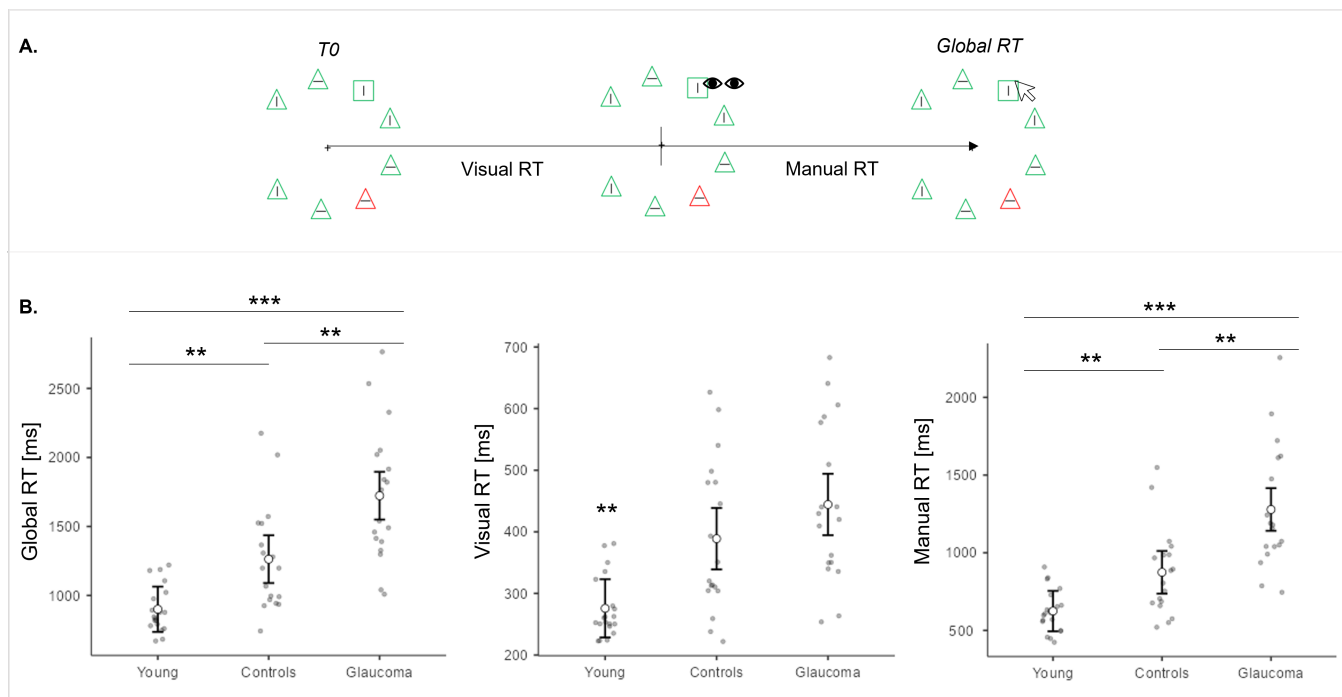 A.
T0
Global RT
Visual RT
Manual RT
B.
***
**
**
Global RT [ms]
2500
2000
1500
1000
Young
Controls
Glaucoma
Visual RT [ms]
700
600
500
400
300
200
**
Young
Controls
Glaucoma
***
**
**
Manual RT [ms]
2000
1500
1000
500
Young
Controls
Glaucoma